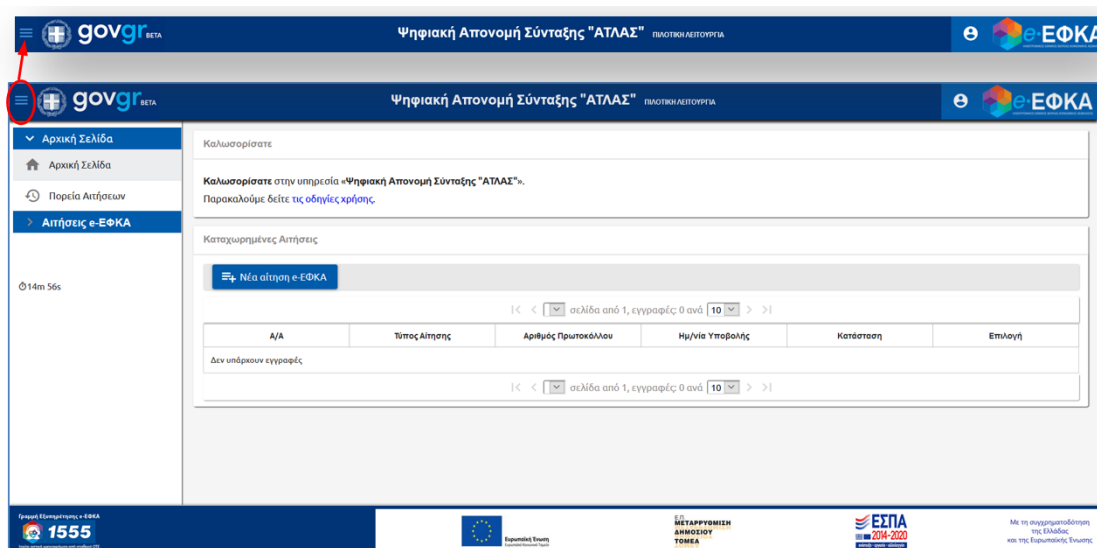 govgr BETA
Ψηφιακή Απονομή Σύνταξης "ΑΤΛΑΣ" ΠΙΛΟΤΙΚΗ ΛΕΙΤΟΥΡΓΙΑ
e-ΕΦΚΑ
govgr BETA
Ψηφιακή Απονομή Σύνταξης "ΑΤΛΑΣ" ΠΙΛΟΤΙΚΗ ΛΕΙΤΟΥΡΓΙΑ
e-ΕΦΚΑ
Αρχική Σελίδα
Αρχική Σελίδα
Πορεία Αιτήσεων
Αιτήσεις e-ΕΦΚΑ
14m 56s
Καλωσορίσατε
Καλωσορίσατε στην υπηρεσία «Ψηφιακή Απονομή Σύνταξης "ΑΤΛΑΣ"».
Παρακαλούμε δείτε τις οδηγίες χρήσης.
Καταχωρημένες Αιτήσεις
Νέα αίτηση e-ΕΦΚΑ
σελίδα από 1, εγγραφές: 0 ανά 10
Α/Α Τύπος Αίτησης Αριθμός Πρωτοκόλλου Ημ/νία Υποβολής Κατάσταση Επιλογή
Δεν υπάρχουν εγγραφές
σελίδα από 1, εγγραφές: 0 ανά 10
Γραμμή Εξυπηρέτησης e-ΕΦΚΑ
1555
Ευρωπαϊκή Ένωση
Ε.Π.
ΜΕΤΑΡΡΥΘΜΙΣΗ
ΔΗΜΟΣΙΟΥ
ΤΟΜΕΑ
ΕΣΠΑ
2014-2020
Με τη συγχρηματοδότηση
της Ελλάδας
και της Ευρωπαϊκής Ένωσης